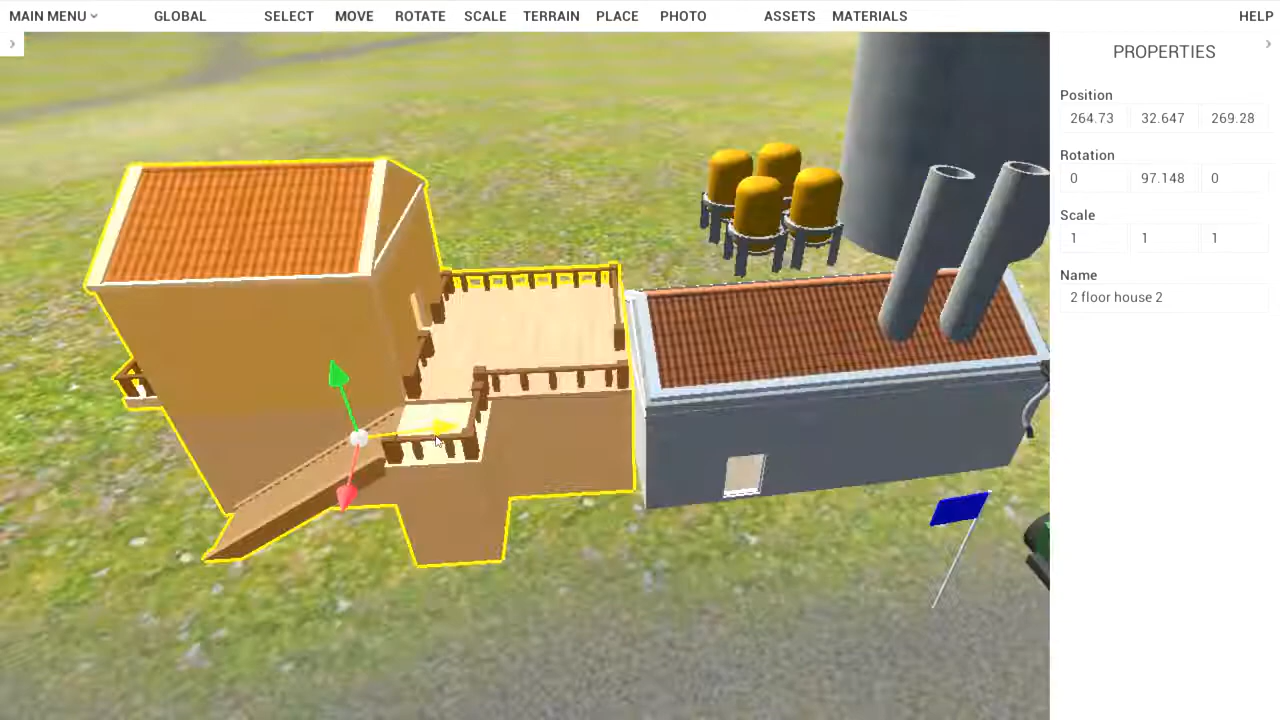 MAIN MENU GLOBAL SELECT MOVE ROTATE SCALE TERRAIN PLACE PHOTO ASSETS MATERIALS HELP
PROPERTIES
Position
264.73 32.647 269.28
Rotation
0 97.148 0
Scale
1 1 1
Name
2 floor house 2